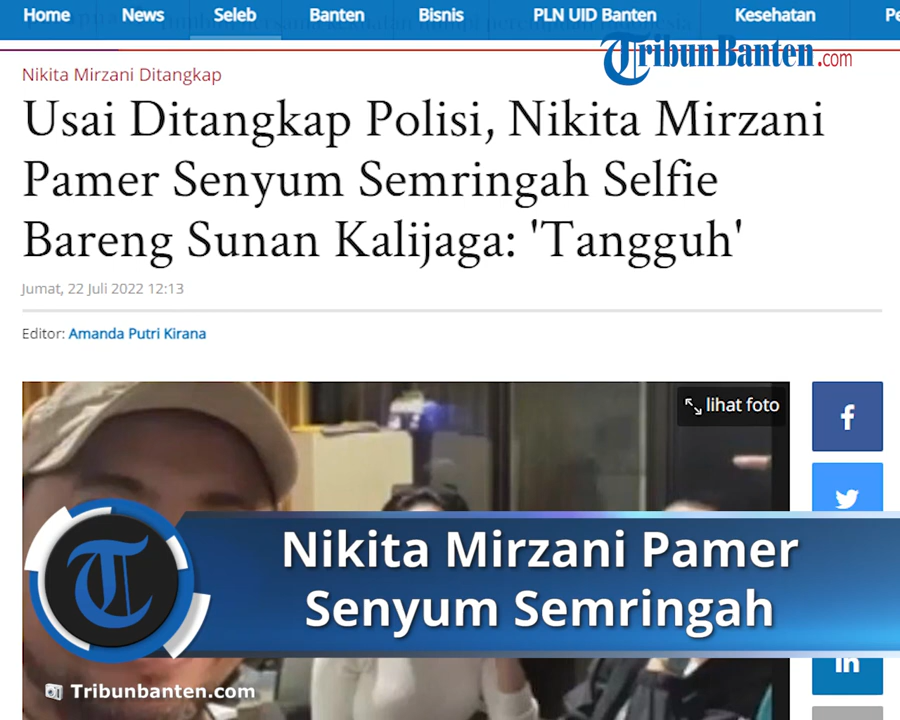 Home News Seleb Banten Bisnis PLN UID Banten Kesehatan Pe
TribunBanten.com
Nikita Mirzani Ditangkap
Usai Ditangkap Polisi, Nikita Mirzani
Pamer Senyum Semringah Selfie
Bareng Sunan Kalijaga: 'Tangguh'
Jumat, 22 Juli 2022 12:13
Editor: Amanda Putri Kirana
lihat foto
f
Nikita Mirzani Pamer
Senyum Semringah
T
in
Tribunbanten.com